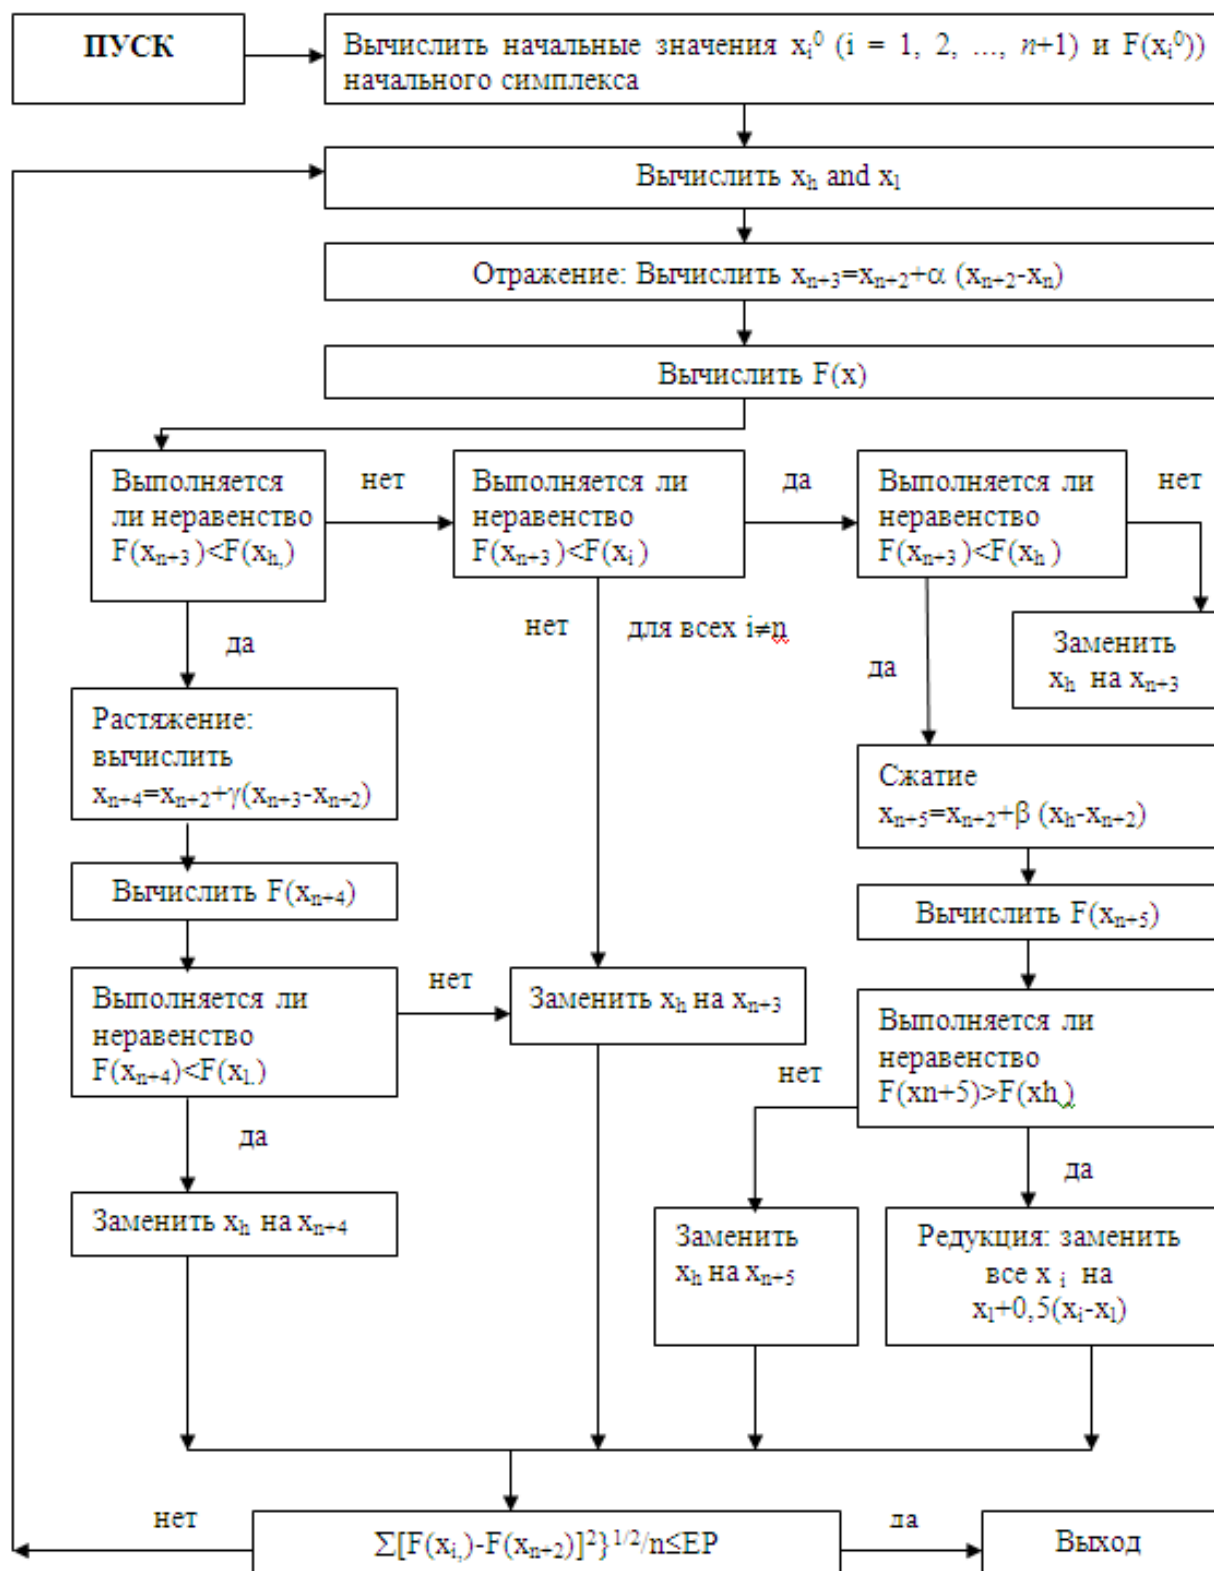 ПУСК
Вычислить начальные значения xᵢ⁰ (i = 1, 2, ..., n+1) и F(xᵢ⁰))
начального симплекса
Вычислить xₕ and xₗ
Отражение: Вычислить xₙ₊₃=xₙ₊₂+α (xₙ₊₂-xₙ)
Вычислить F(x)
Выполняется
ли неравенство
F(xₙ₊₃)<F(xₕ,)
нет
Выполняется ли
неравенство
F(xₙ₊₃)<F(xᵢ)
да
Выполняется ли
неравенство
F(xₙ₊₃)<F(xₕ)
нет
да
нет
для всех i≠n
да
Заменить
xₕ на xₙ₊₃
Растяжение:
вычислить
xₙ₊₄=xₙ₊₂+γ(xₙ₊₃-xₙ₊₂)
Сжатие
xₙ₊₅=xₙ₊₂+β (xₕ-xₙ₊₂)
Вычислить F(xₙ₊₄)
Вычислить F(xₙ₊₅)
Выполняется ли
неравенство
F(xₙ₊₄)<F(xₗ.)
нет
Заменить xₕ на xₙ₊₃
Выполняется ли
неравенство
F(xn+5)>F(xh,)
нет
да
да
Заменить xₕ на xₙ₊₄
Заменить
xₕ на xₙ₊₅
Редукция: заменить
все x ᵢ на
xₗ+0,5(xᵢ-xₗ)
нет
Σ[F(xᵢ,)-F(xₙ₊₂)]²}¹ᐟ²/n≤EP
да
Выход